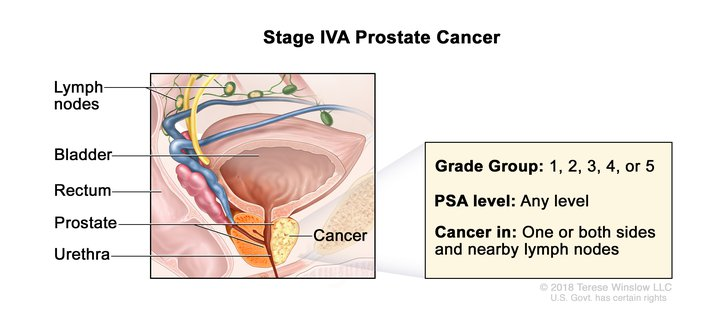 Stage IVA Prostate Cancer
Lymph
nodes
Bladder
Rectum
Prostate
Urethra
Cancer
Grade Group: 1, 2, 3, 4, or 5
PSA level: Any level
Cancer in: One or both sides
and nearby lymph nodes
© 2018 Terese Winslow LLC
U.S. Govt. has certain rights